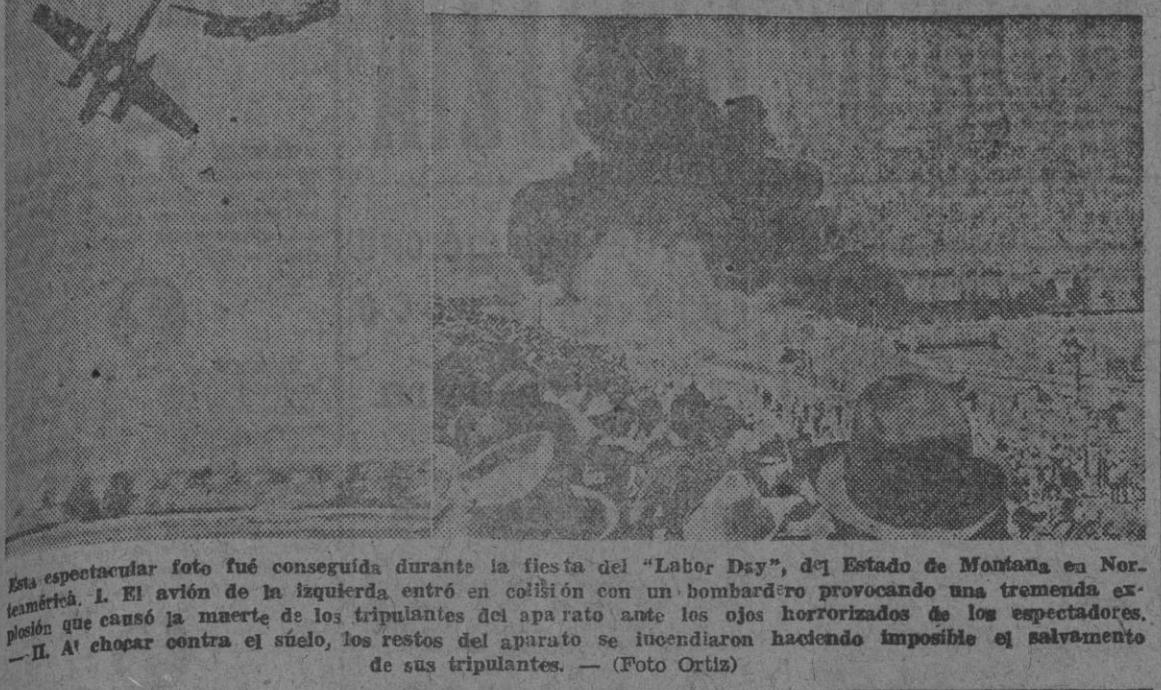 Esta espectacular foto fué conseguída durante la fiesta del "Labor Day", del Estado de Montana en Nor-
teamérica. I. El avión de la izquierda entró en colisión con un bombardero provocando una tremenda ex-
plosión que causó la muerte de los tripulantes del aparato ante los ojos horrorizados de los espectadores.
—II. Al chocar contra el suelo, los restos del aparato se incendiaron haciendo imposible el salvamento
de sus tripulantes. — (Foto Ortiz)